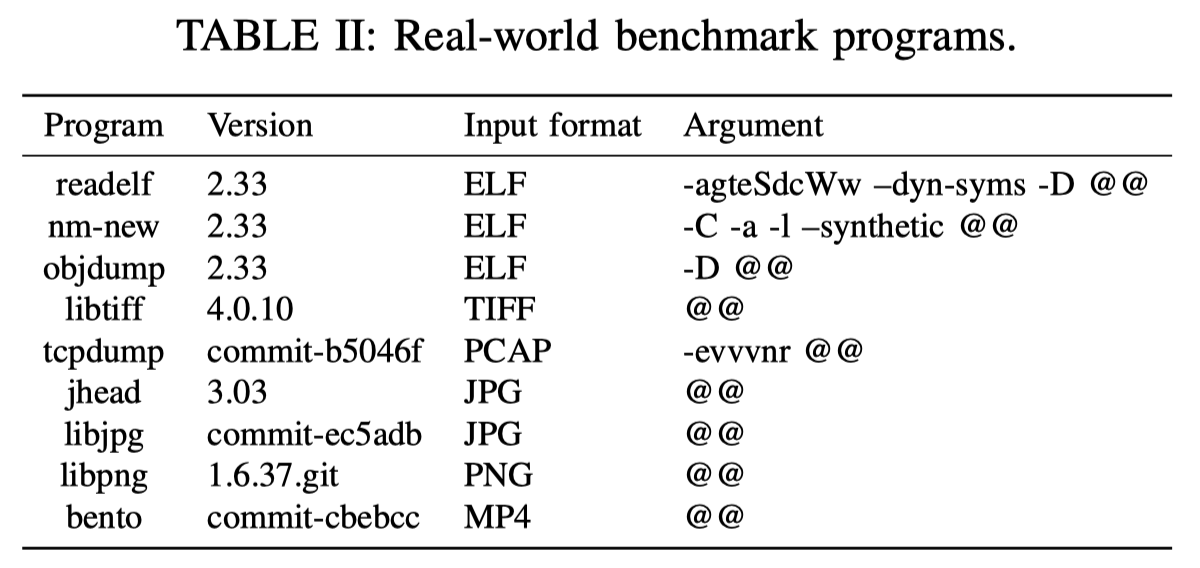 TABLE II: Real-world benchmark programs.
Program Version Input format Argument
readelf 2.33 ELF -agteSdcWw –dyn-syms -D @@
nm-new 2.33 ELF -C -a -l –synthetic @@
objdump 2.33 ELF -D @@
libtiff 4.0.10 TIFF @@
tcpdump commit-b5046f PCAP -evvvnr @@
jhead 3.03 JPG @@
libjpg commit-ec5adb JPG @@
libpng 1.6.37.git PNG @@
bento commit-cbebcc MP4 @@